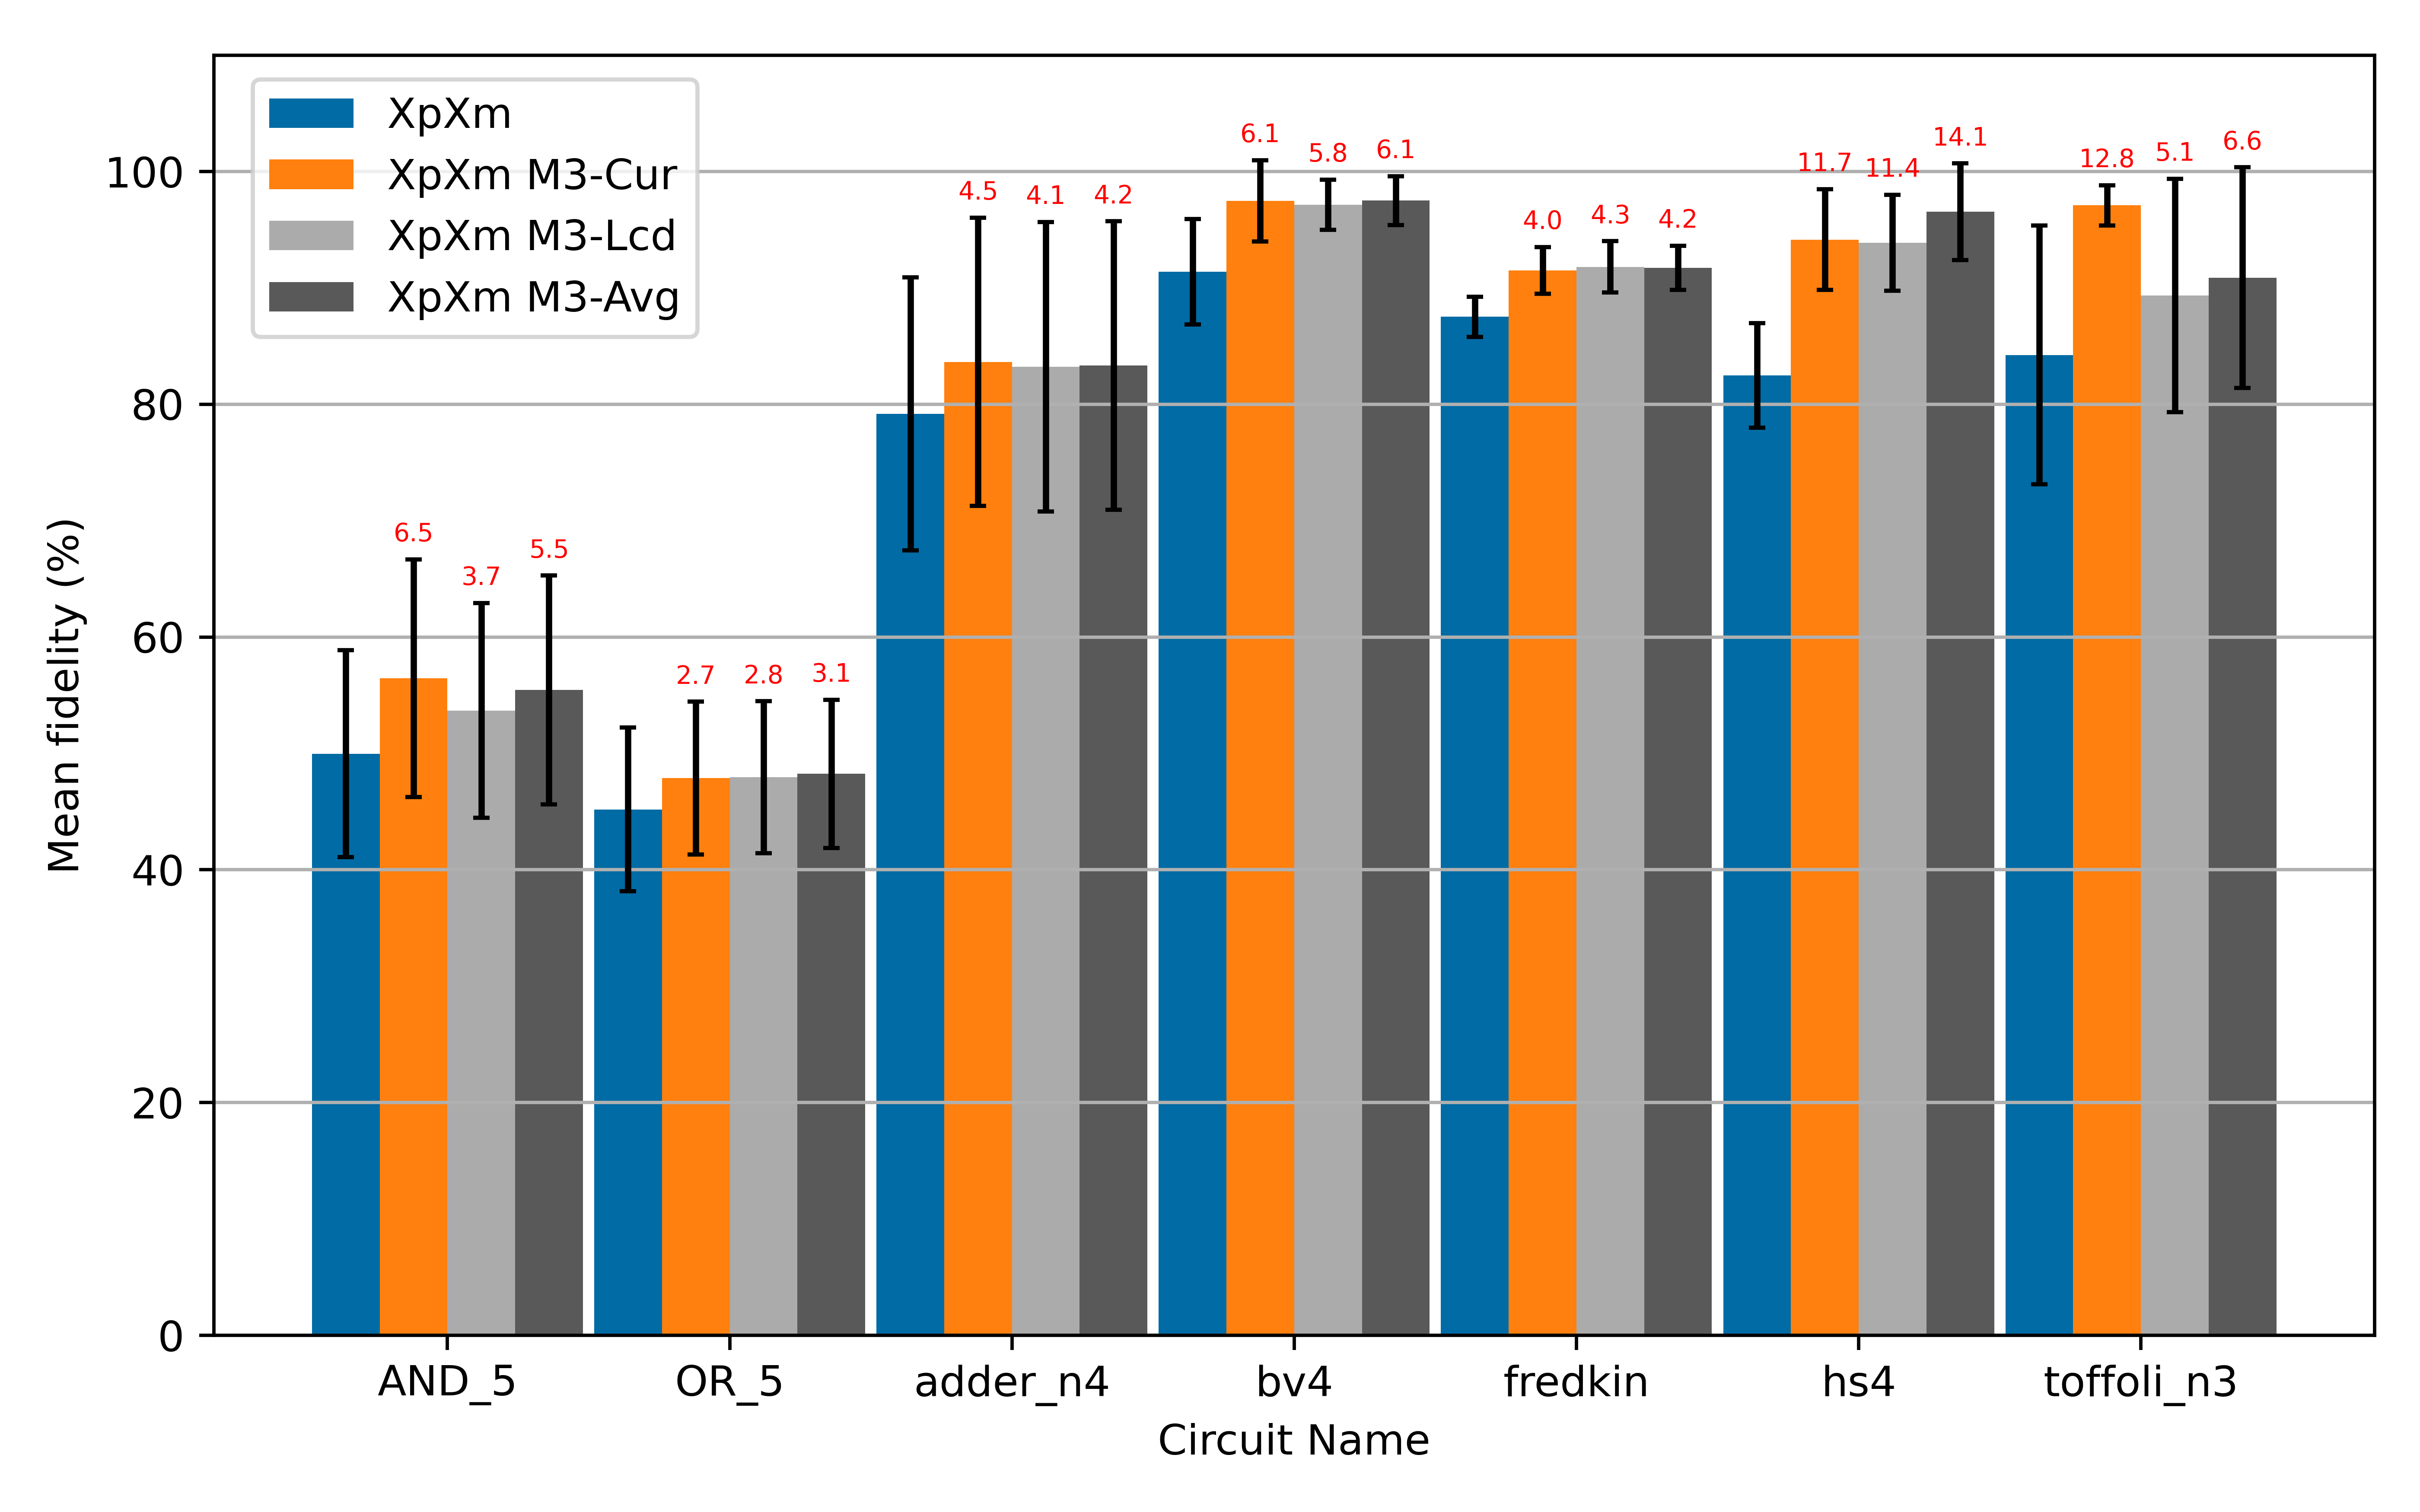 XpXm
XpXm M3-Cur
XpXm M3-Lcd
XpXm M3-Avg
Mean fidelity (%)
100
80
60
40
20
0
6.5
3.7
5.5
2.7
2.8
3.1
4.5
4.1
4.2
6.1
5.8
6.1
4.0
4.3
4.2
11.7
11.4
14.1
12.8
5.1
6.6
AND_5
OR_5
adder_n4
bv4
fredkin
hs4
toffoli_n3
Circuit Name